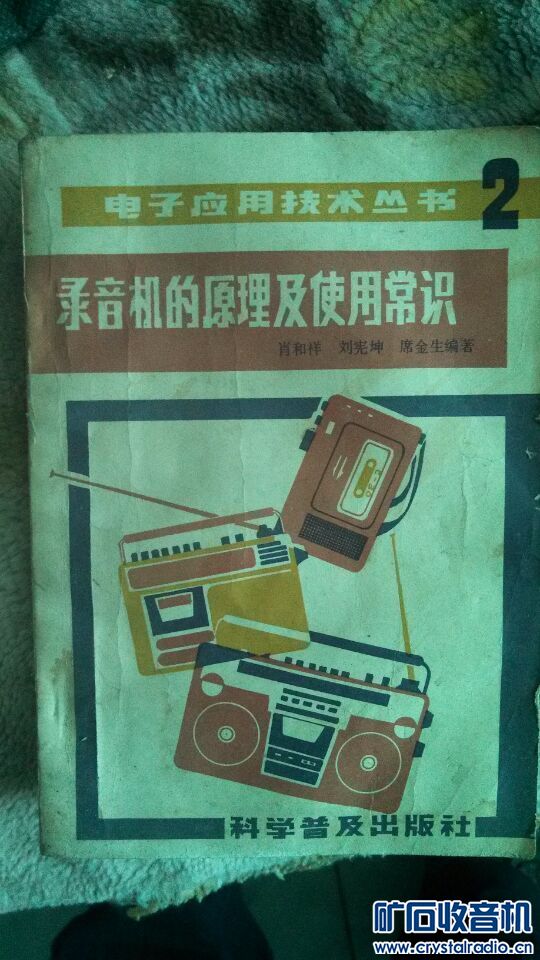 电子应用技术丛书 2
录音机的原理及使用常识
肖和祥 刘宪坤 席金生编著
科学普及出版社
矿石收音机
www.crystalradio.cn